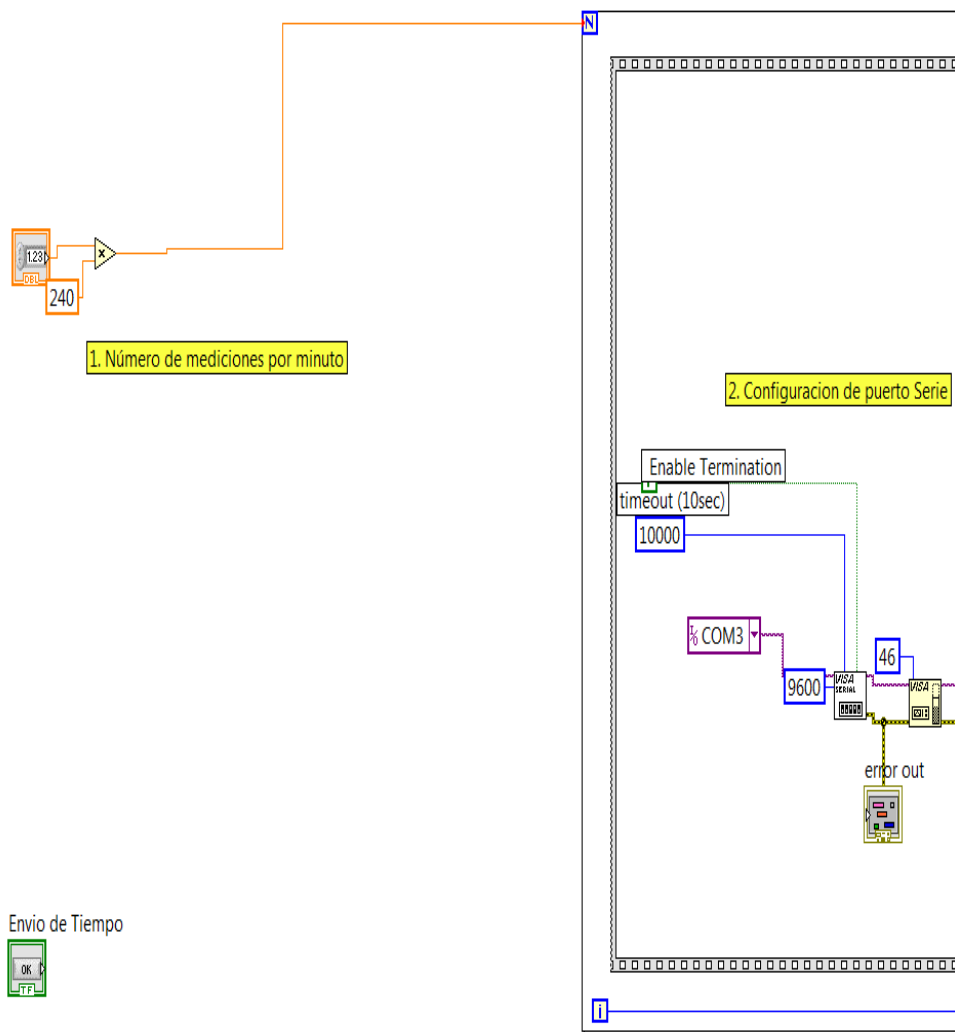 N
1.23
DBL
240
1. Número de mediciones por minuto
2. Configuracion de puerto Serie
Enable Termination
timeout (10sec)
10000
I/O COM3
46
9600
VISA
SERIAL
VISA
error out
Envio de Tiempo
OK
TF
i